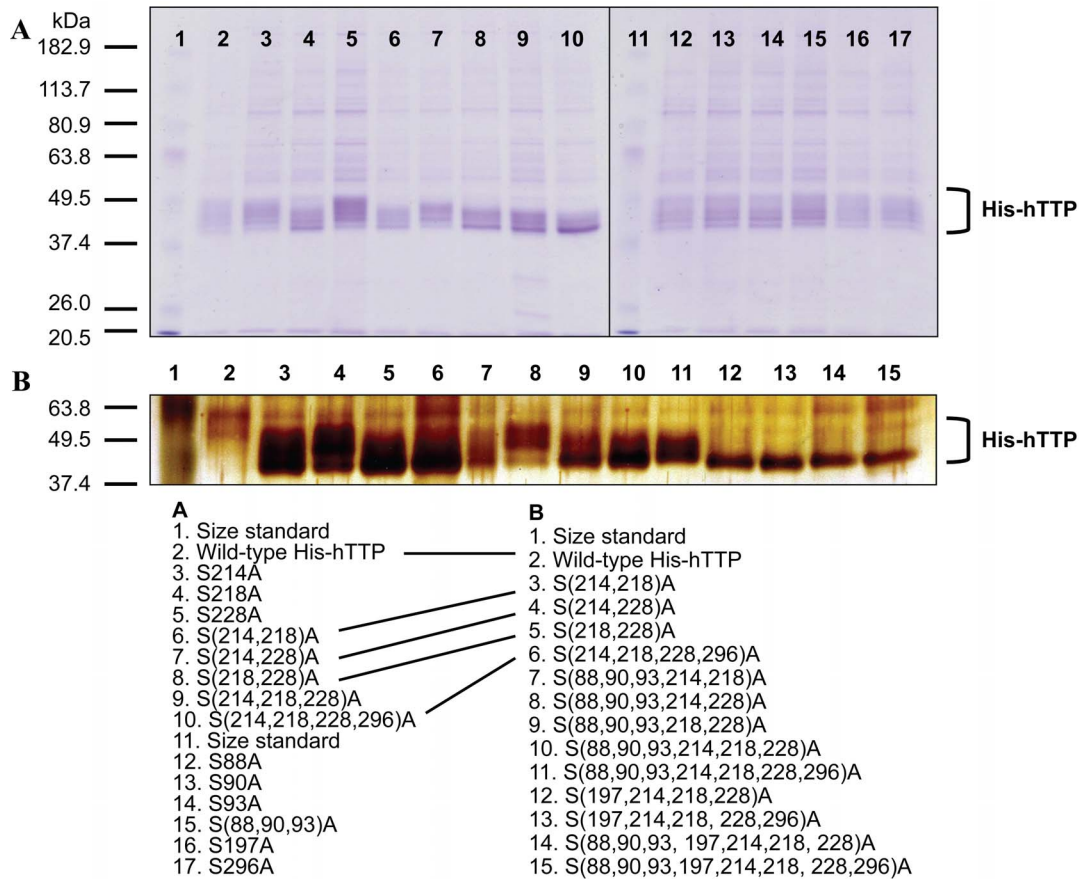 A
kDa
182.9
113.7
80.9
63.8
49.5
37.4
26.0
20.5
1 2 3 4 5 6 7 8 9 10 11 12 13 14 15 16 17
His-hTTP
B
1 2 3 4 5 6 7 8 9 10 11 12 13 14 15
63.8
49.5
37.4
His-hTTP
A
1. Size standard
2. Wild-type His-hTTP
3. S214A
4. S218A
5. S228A
6. S(214,218)A
7. S(214,228)A
8. S(218,228)A
9. S(214,218,228)A
10. S(214,218,228,296)A
11. Size standard
12. S88A
13. S90A
14. S93A
15. S(88,90,93)A
16. S197A
17. S296A
B
1. Size standard
2. Wild-type His-hTTP
3. S(214,218)A
4. S(214,228)A
5. S(218,228)A
6. S(214,218,228,296)A
7. S(88,90,93,214,218)A
8. S(88,90,93,214,228)A
9. S(88,90,93,218,228)A
10. S(88,90,93,214,218,228)A
11. S(88,90,93,214,218,228,296)A
12. S(197,214,218,228)A
13. S(197,214,218, 228,296)A
14. S(88,90,93, 197,214,218, 228)A
15. S(88,90,93,197,214,218, 228,296)A